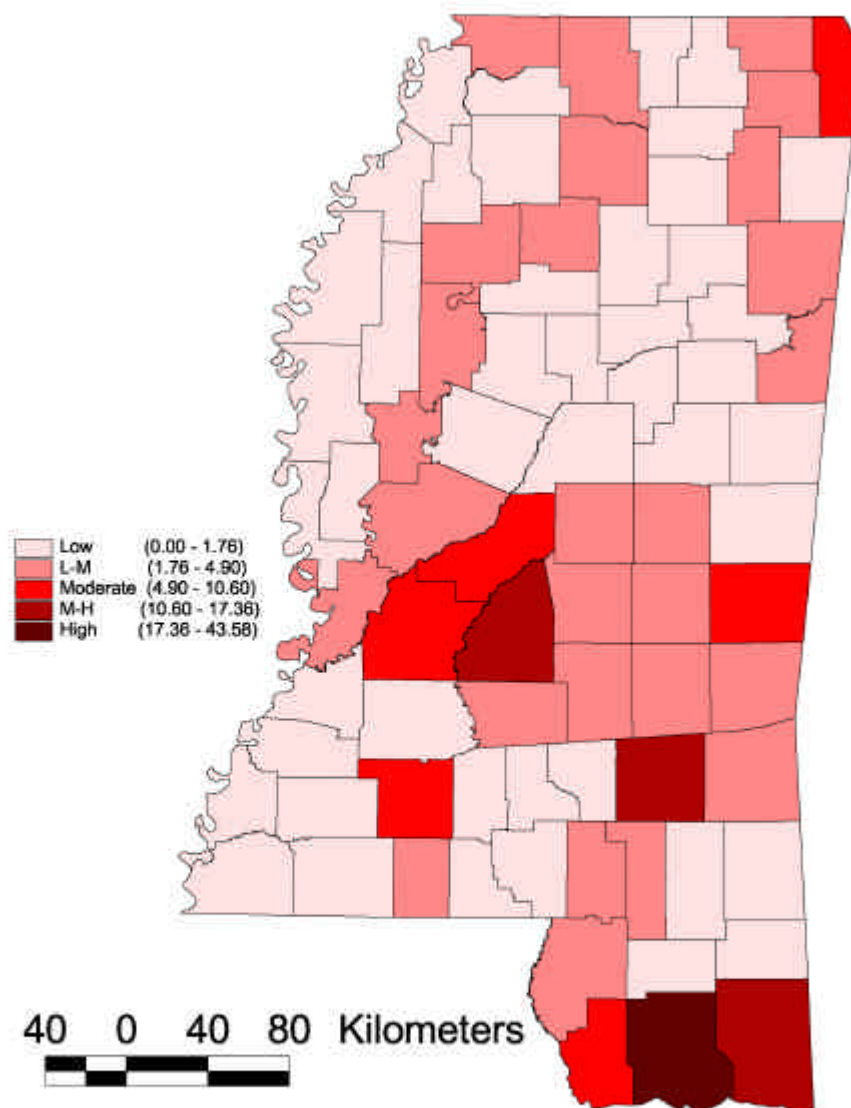 Low (0.00 - 1.76)
L-M (1.76 - 4.90)
Moderate (4.90 - 10.60)
M-H (10.60 - 17.36)
High (17.36 - 43.58)
40 0 40 80 Kilometers